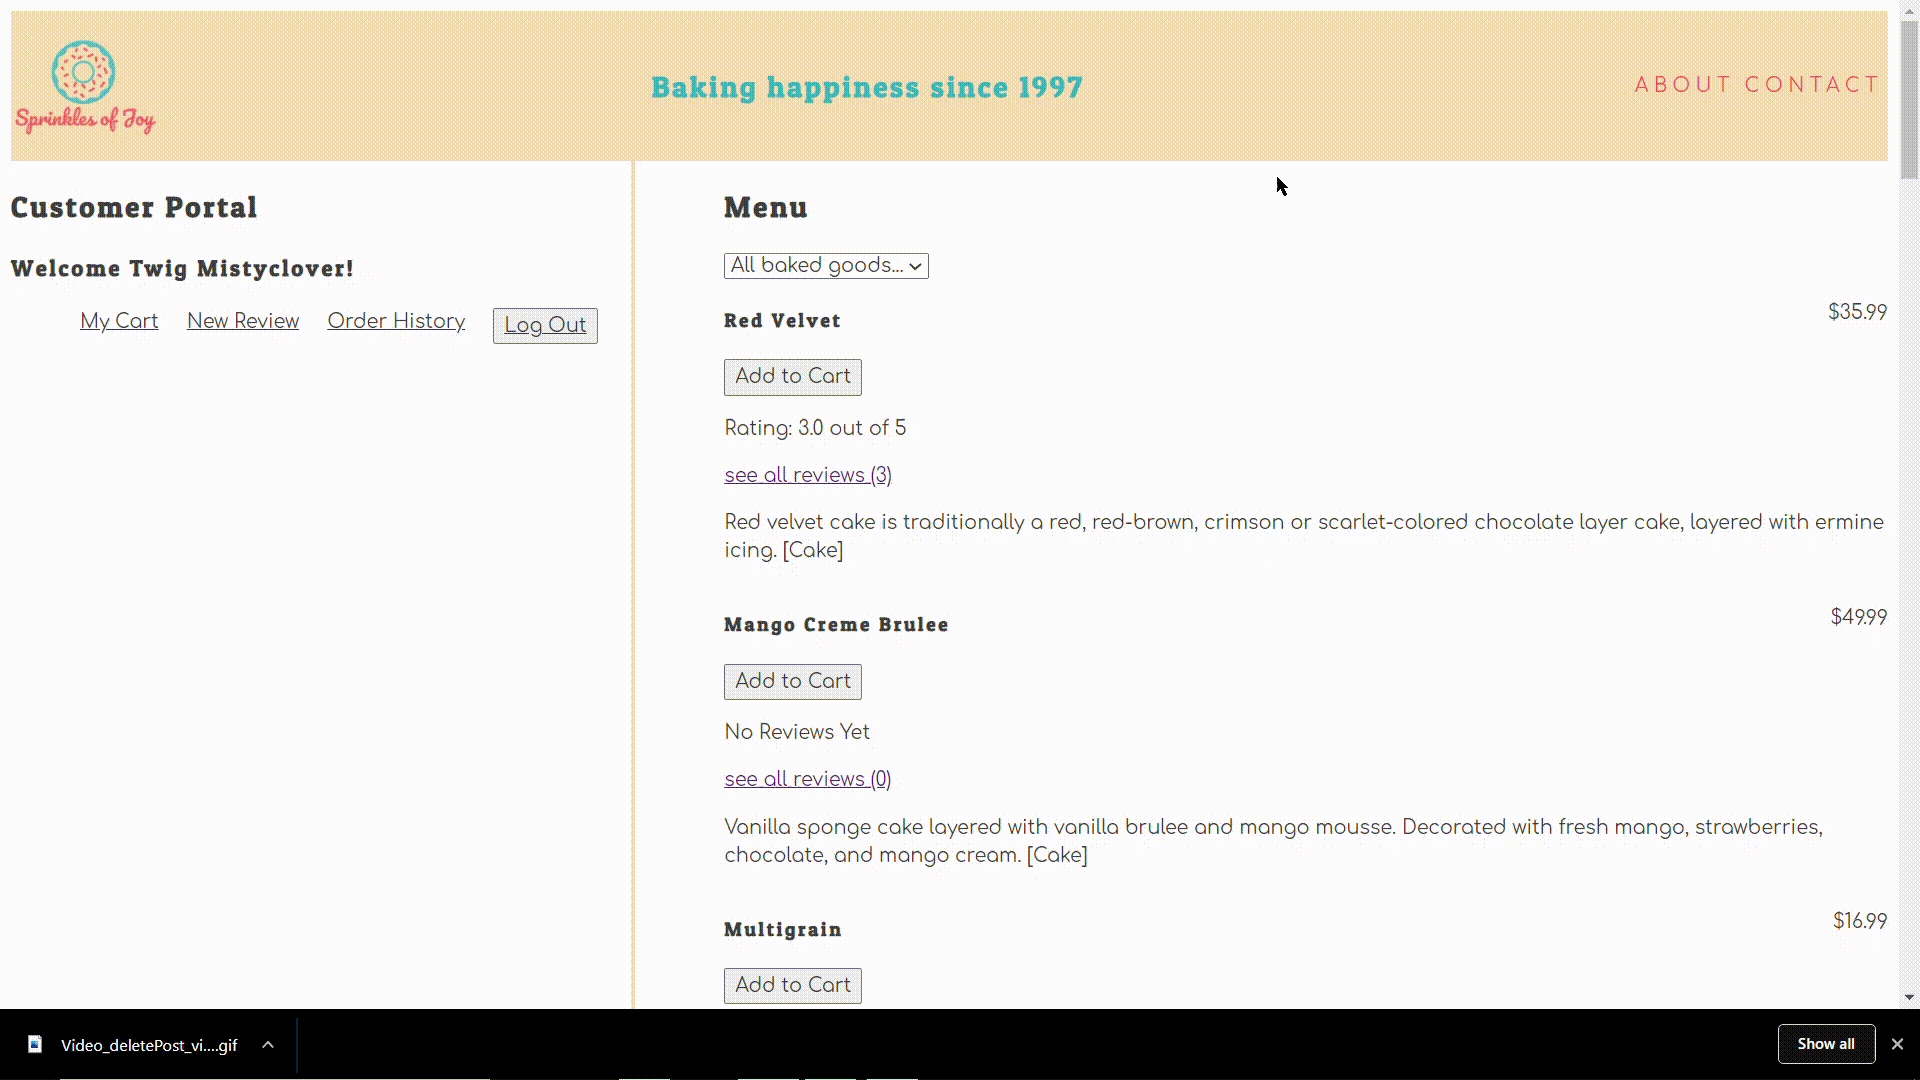 Sprinkles of Joy
Baking happiness since 1997
ABOUT CONTACT
Customer Portal
Welcome Twig Mistyclover!
My Cart New Review Order History Log Out
Menu
All baked goods...
Red Velvet $35.99
Add to Cart
Rating: 3.0 out of 5
see all reviews (3)
Red velvet cake is traditionally a red, red-brown, crimson or scarlet-colored chocolate layer cake, layered with ermine
icing. [Cake]
Mango Creme Brulee $49.99
Add to Cart
No Reviews Yet
see all reviews (0)
Vanilla sponge cake layered with vanilla brulee and mango mousse. Decorated with fresh mango, strawberries,
chocolate, and mango cream. [Cake]
Multigrain $16.99
Add to Cart
Video_deletePost_vi....gif
Show all